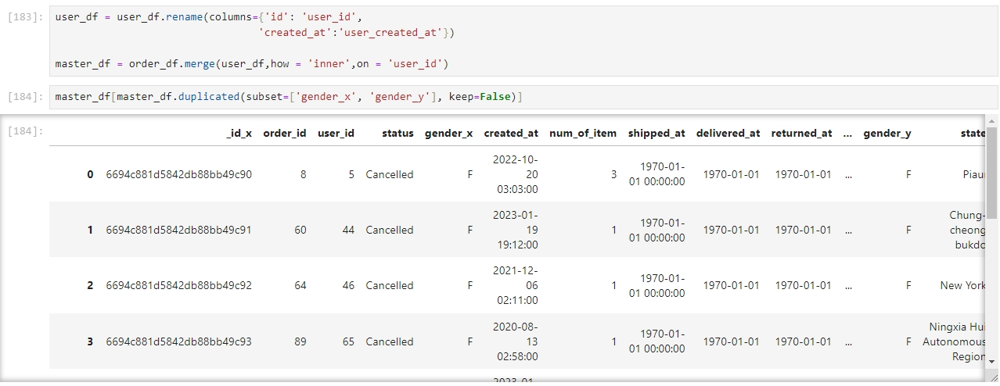 [183]: user_df = user_df.rename(columns={'id': 'user_id',
'created_at':'user_created_at'})
master_df = order_df.merge(user_df,how = 'inner',on = 'user_id')
[184]: master_df[master_df.duplicated(subset=['gender_x', 'gender_y'], keep=False)]
[184]: _id_x order_id user_id status gender_x created_at num_of_item shipped_at delivered_at returned_at ... gender_y state
0 6694c881d5842db88bb49c90 8 5 Cancelled F 2022-10-20 03:03:00 3 1970-01-01 00:00:00 1970-01-01 1970-01-01 ... F Piauí
1 6694c881d5842db88bb49c91 60 44 Cancelled F 2023-01-19 19:12:00 1 1970-01-01 00:00:00 1970-01-01 1970-01-01 ... F Chung-cheong bukdo
2 6694c881d5842db88bb49c92 64 46 Cancelled F 2021-12-06 02:11:00 1 1970-01-01 00:00:00 1970-01-01 1970-01-01 ... F New York
3 6694c881d5842db88bb49c93 89 65 Cancelled F 2020-08-13 02:58:00 1 1970-01-01 00:00:00 1970-01-01 1970-01-01 ... F Ningxia Hui Autonomous Region